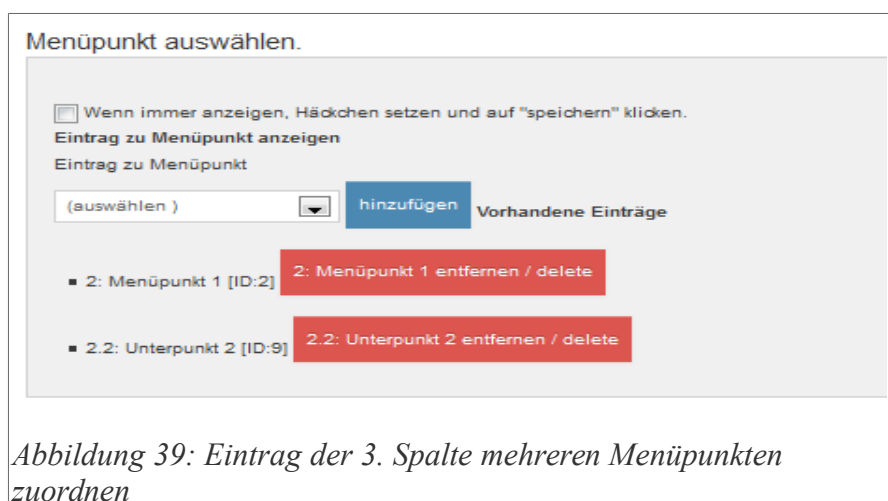 Menüpunkt auswählen.
Wenn immer anzeigen, Häckchen setzen und auf "speichern" klicken.
Eintrag zu Menüpunkt anzeigen
Eintrag zu Menüpunkt
(auswählen ) hinzufügen Vorhandene Einträge
2: Menüpunkt 1 [ID:2] 2: Menüpunkt 1 entfernen / delete
2.2: Unterpunkt 2 [ID:9] 2.2: Unterpunkt 2 entfernen / delete
Abbildung 39: Eintrag der 3. Spalte mehreren Menüpunkten
zuordnen